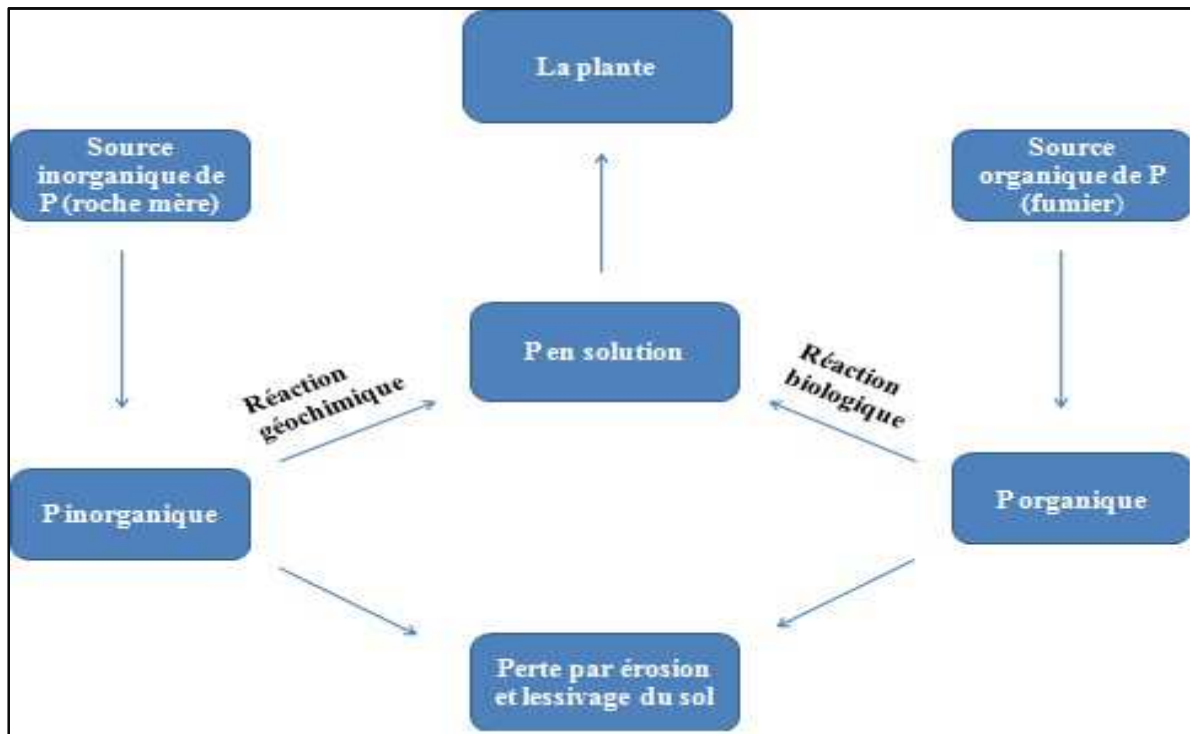 La plante
Source
inorganique de
P (roche mère)
Source
organique de P
(fumier)
P en solution
Réaction
géochimique
Réaction
biologique
P inorganique
P organique
Perte par érosion
et lessivage du sol